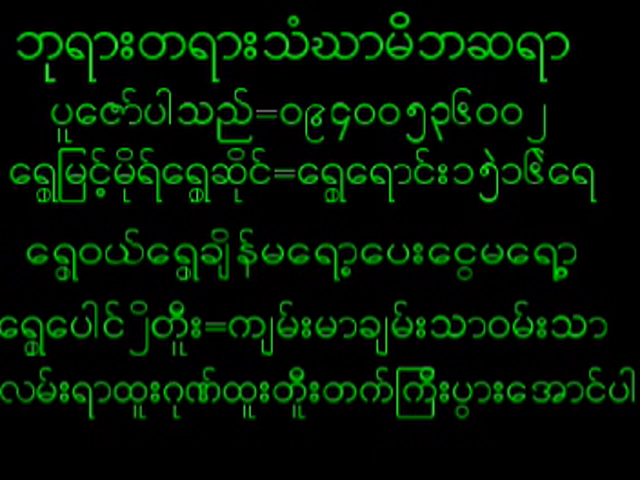 ဘုရားတရားသံဃာမိဘဆရာ
ပူဇော်ပါသည်=၀၉၄၀၀၅၃၆၀၀၂
ရွှေမြင့်မိုရ်ရွှေဆိုင်=ရွှေရောင်း၁၅ဲ၁၆ဲရေ
ရွှေဝယ်ရွှေချိန်မရော့ပေးငွေမရော့
ရွှေပေါင်၂ိတိူး=ကျမ်းမာချမ်းသာဝမ်းသာ
လမ်းရာထူးဂုဏ်ထူးတိူးတက်ကြီးပွားအောင်ပါ